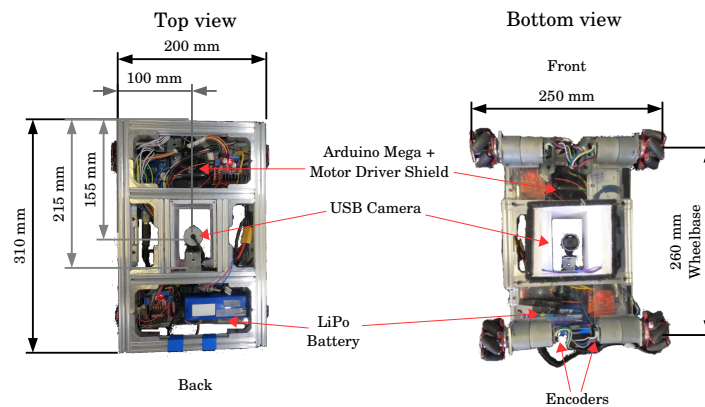 Top view
Bottom view
200 mm
100 mm
Front
250 mm
310 mm
215 mm
155 mm
Arduino Mega +
Motor Driver Shield
USB Camera
260 mm
Wheelbase
LiPo
Battery
Back
Encoders